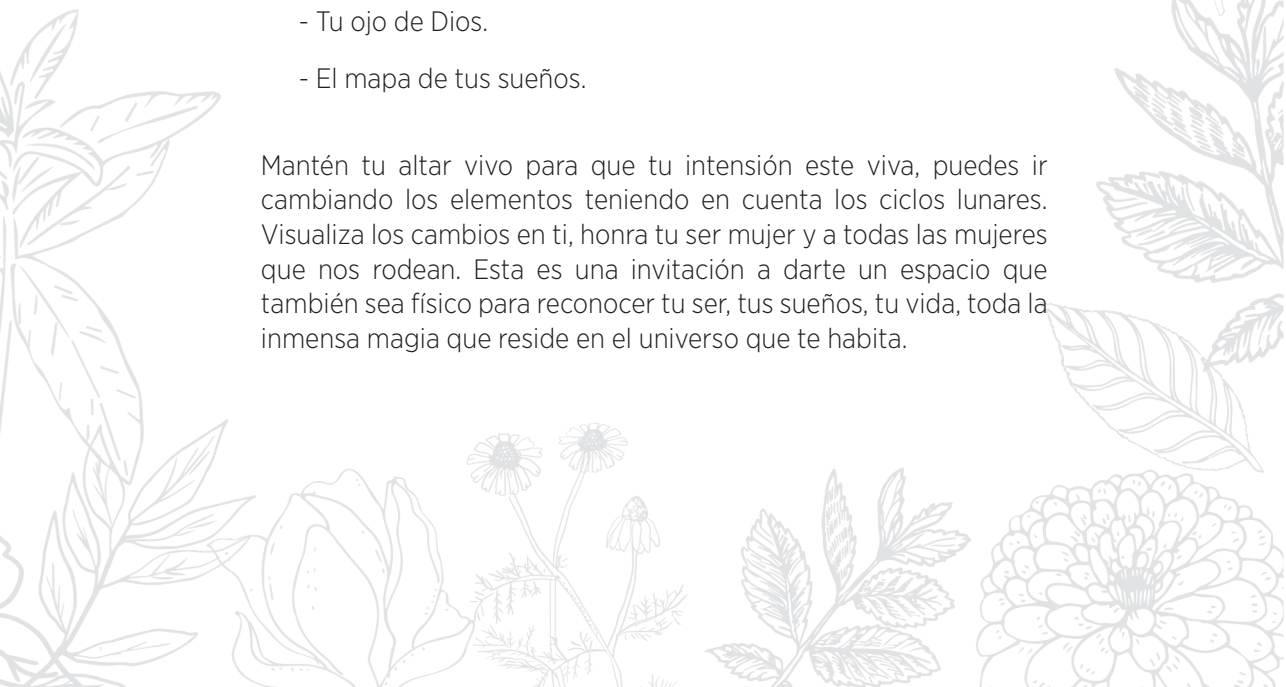 - Tu ojo de Dios.
- El mapa de tus sueños.
Mantén tu altar vivo para que tu intensión este viva, puedes ir
cambiando los elementos teniendo en cuenta los ciclos lunares.
Visualiza los cambios en ti, honra tu ser mujer y a todas las mujeres
que nos rodean. Esta es una invitación a darte un espacio que
también sea físico para reconocer tu ser, tus sueños, tu vida, toda la
inmensa magia que reside en el universo que te habita.